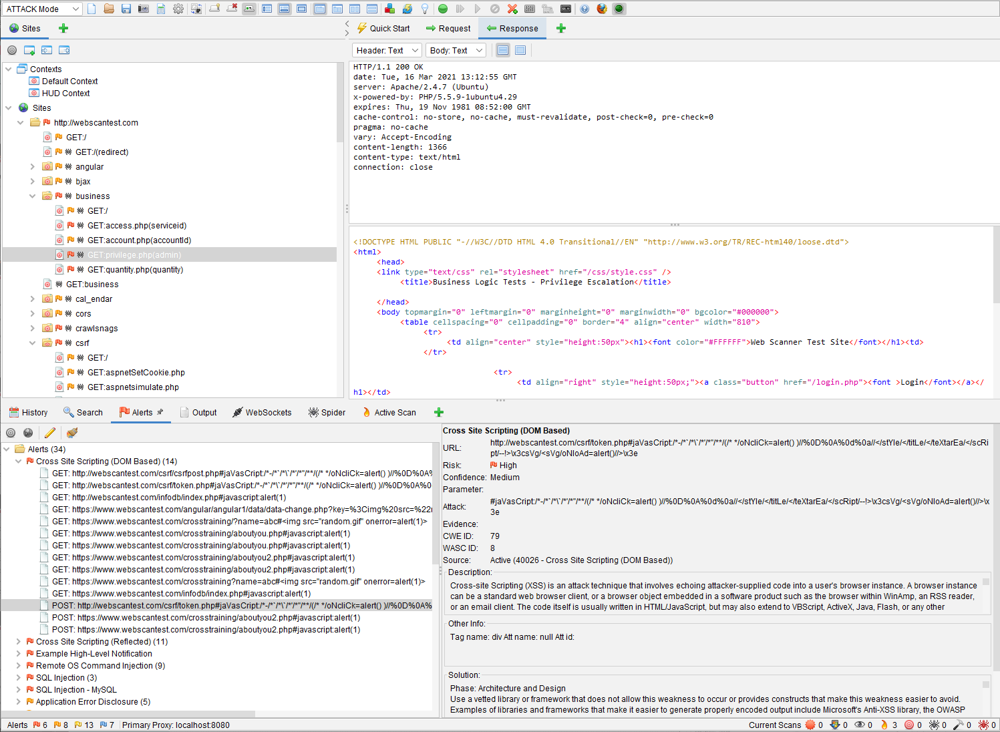 ATTACK Mode
Sites
Quick Start
Request
Response
Header: Text
Body: Text
Contexts
Default Context
HUD Context
Sites
http://webscantest.com
GET:/
GET:/(redirect)
angular
bjax
business
GET:/
GET:access.php(serviceid)
GET:account.php(accountId)
GET:privilege.php(admin)
GET:quantity.php(quantity)
GET:business
cal_endar
cors
crawlsnags
csrf
GET:/
GET:aspnetSetCookie.php
GET:aspnetsimulate.php
HTTP/1.1 200 OK
date: Tue, 16 Mar 2021 13:12:55 GMT
server: Apache/2.4.7 (Ubuntu)
x-powered-by: PHP/5.5.9-1ubuntu4.29
expires: Thu, 19 Nov 1981 08:52:00 GMT
cache-control: no-store, no-cache, must-revalidate, post-check=0, pre-check=0
pragma: no-cache
vary: Accept-Encoding
content-length: 1366
content-type: text/html
connection: close
<!DOCTYPE HTML PUBLIC "-//W3C//DTD HTML 4.0 Transitional//EN" "http://www.w3.org/TR/REC-html40/loose.dtd">
<html>
<head>
<link type="text/css" rel="stylesheet" href="/css/style.css" />
<title>Business Logic Tests - Privilege Escalation</title>
</head>
<body topmargin="0" leftmargin="0" marginheight="0" marginwidth="0" bgcolor="#000000">
<table cellspacing="0" cellpadding="0" border="4" align="center" width="810">
<tr>
<td align="center" style="height:50px"><h1><font color="#FFFFFF">Web Scanner Test Site</font></h1><td>
</tr>
<tr>
<td align="right" style="height:50px;"><a class="button" href="/login.php"><font >Login</font></a></
h1></td>
History
Search
Alerts
Output
WebSockets
Spider
Active Scan
Alerts (34)
Cross Site Scripting (DOM Based) (14)
GET: http://webscantest.com/csrf/csrfpost.php#jaVasCript:/*-/*`/*\`/*'/*"/**/(/* */oNcliCk=alert() )//%0D%0A%
GET: http://webscantest.com/csrf/token.php#jaVasCript:/*-/*`/*\`/*'/*"/**/(/* */oNcliCk=alert() )//%0D%0A%0
GET: http://webscantest.com/infodb/index.php#javascript:alert(1)
GET: https://www.webscantest.com/angular/angular1/data/data-change.php?key=%3Cimg%20src=%22r
GET: https://www.webscantest.com/crosstraining/?name=abc#<img src="random.gif" onerror=alert(1)>
GET: https://www.webscantest.com/crosstraining/aboutyou.php#javascript:alert(1)
GET: https://www.webscantest.com/crosstraining/aboutyou.php#javascript:alert(1)
GET: https://www.webscantest.com/crosstraining/aboutyou2.php#javascript:alert(1)
GET: https://www.webscantest.com/crosstraining/aboutyou2.php#javascript:alert(1)
GET: https://www.webscantest.com/crosstraining?name=abc#<img src="random.gif" onerror=alert(1)>
GET: https://www.webscantest.com/infodb/index.php#javascript:alert(1)
POST: http://webscantest.com/csrf/token.php#jaVasCript:/*-/*`/*\`/*'/*"/**/(/* */oNcliCk=alert() )//%0D%0A%
POST: https://www.webscantest.com/crosstraining/aboutyou2.php#javascript:alert(1)
POST: https://www.webscantest.com/crosstraining/aboutyou2.php#javascript:alert(1)
Cross Site Scripting (Reflected) (11)
Example High-Level Notification
Remote OS Command Injection (9)
SQL Injection (3)
SQL Injection - MySQL
Application Error Disclosure (5)
Cross Site Scripting (DOM Based)
URL: http://webscantest.com/csrf/token.php#jaVasCript:/*-/*`/*\`/*'/*"/**/(/* */oNcliCk=alert() )//%0D%0A%0d%0a//</stYle/</titLe/</teXtarEa/</scRi
pt/--!>\x3csVg/<sVg/oNloAd=alert()//>\x3e
Risk: High
Confidence: Medium
Parameter:
Attack: #jaVasCript:/*-/*`/*\`/*'/*"/**/(/* */oNcliCk=alert() )//%0D%0A%0d%0a//</stYle/</titLe/</teXtarEa/</scRipt/--!>\x3csVg/<sVg/oNloAd=alert()//>\x
3e
Evidence:
CWE ID: 79
WASC ID: 8
Source: Active (40026 - Cross Site Scripting (DOM Based))
Description:
Cross-site Scripting (XSS) is an attack technique that involves echoing attacker-supplied code into a user's browser instance. A browser instance
can be a standard web browser client, or a browser object embedded in a software product such as the browser within WinAmp, an RSS reader,
or an email client. The code itself is usually written in HTML/JavaScript, but may also extend to VBScript, ActiveX, Java, Flash, or any other
Other Info:
Tag name: div Att name: null Att id:
Solution:
Phase: Architecture and Design
Use a vetted library or framework that does not allow this weakness to occur or provides constructs that make this weakness easier to avoid.
Examples of libraries and frameworks that make it easier to generate properly encoded output include Microsoft's Anti-XSS library, the OWASP
Alerts 6 8 13 7 Primary Proxy: localhost:8080
Current Scans 0 0 0 3 0 0 0 0